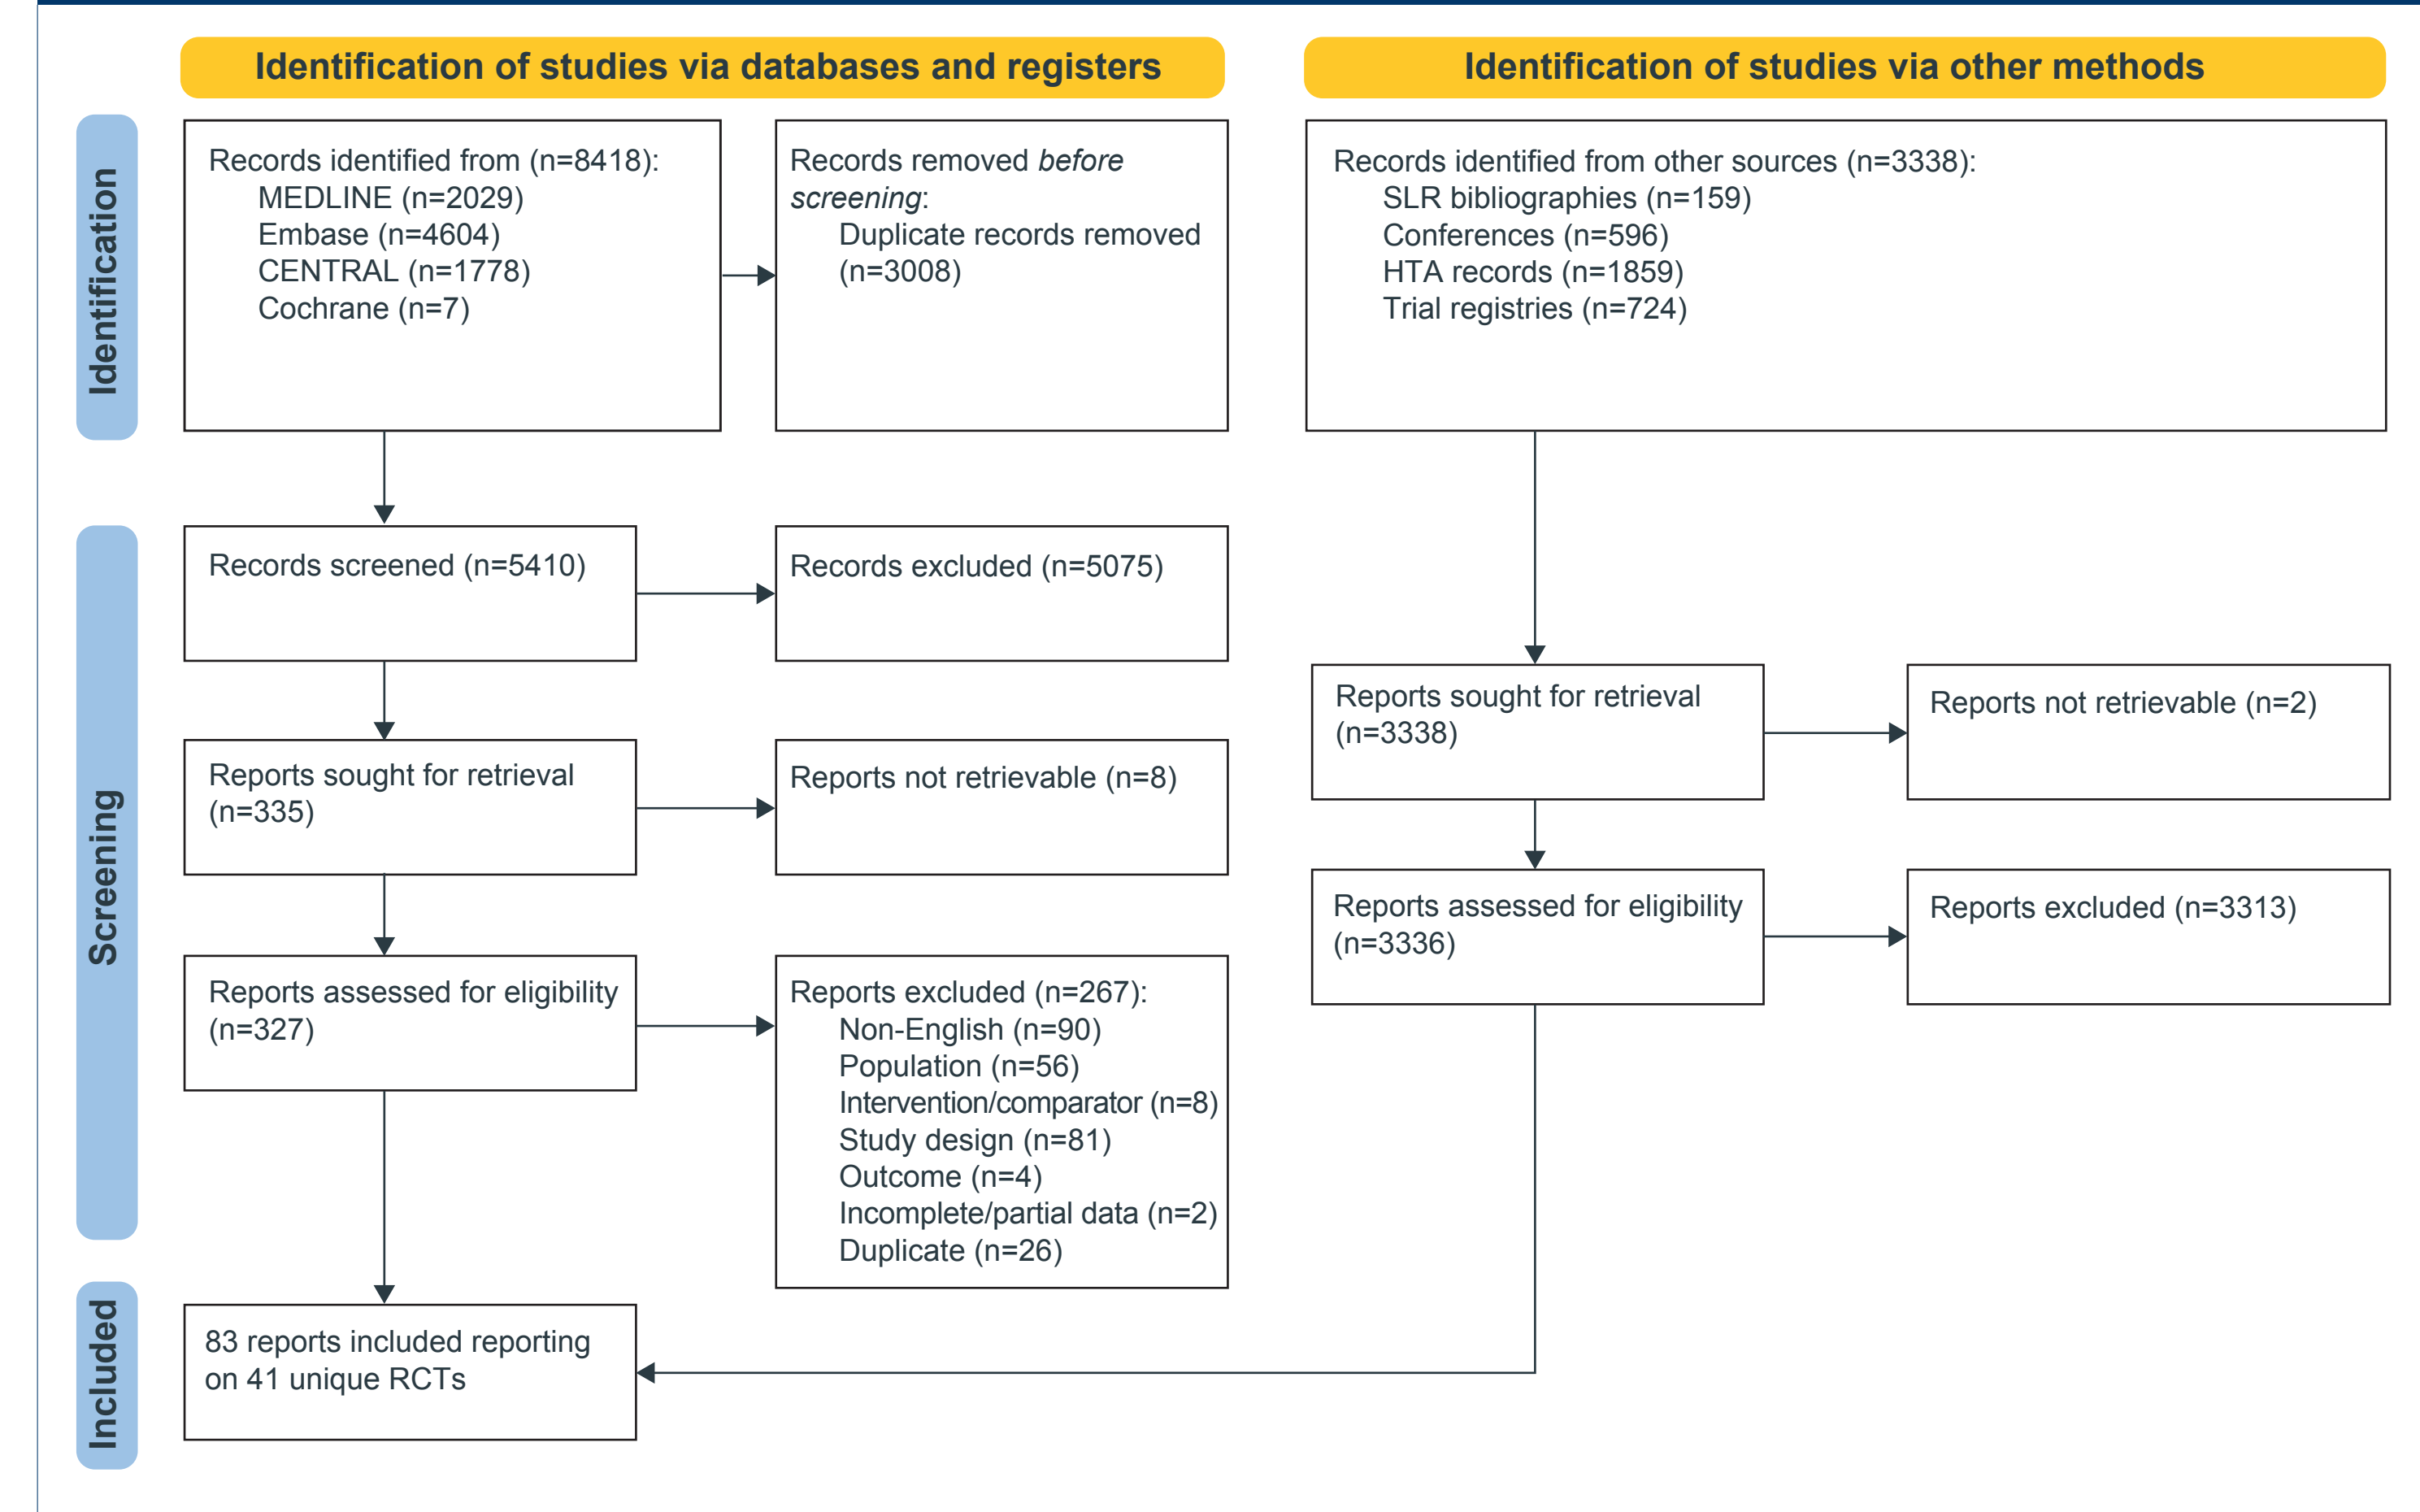 Identification of studies via databases and registers
Identification of studies via other methods
Identification
Records identified from (n=8418):
MEDLINE (n=2029)
Embase (n=4604)
CENTRAL (n=1778)
Cochrane (n=7)
Records removed before
screening:
Duplicate records removed
(n=3008)
Records identified from other sources (n=3338):
SLR bibliographies (n=159)
Conferences (n=596)
HTA records (n=1859)
Trial registries (n=724)
Screening
Records screened (n=5410)
Records excluded (n=5075)
Reports sought for retrieval
(n=335)
Reports not retrievable (n=8)
Reports sought for retrieval
(n=3338)
Reports not retrievable (n=2)
Reports assessed for eligibility
(n=327)
Reports excluded (n=267):
Non-English (n=90)
Population (n=56)
Intervention/comparator (n=8)
Study design (n=81)
Outcome (n=4)
Incomplete/partial data (n=2)
Duplicate (n=26)
Reports assessed for eligibility
(n=3336)
Reports excluded (n=3313)
Included
83 reports included reporting
on 41 unique RCTs